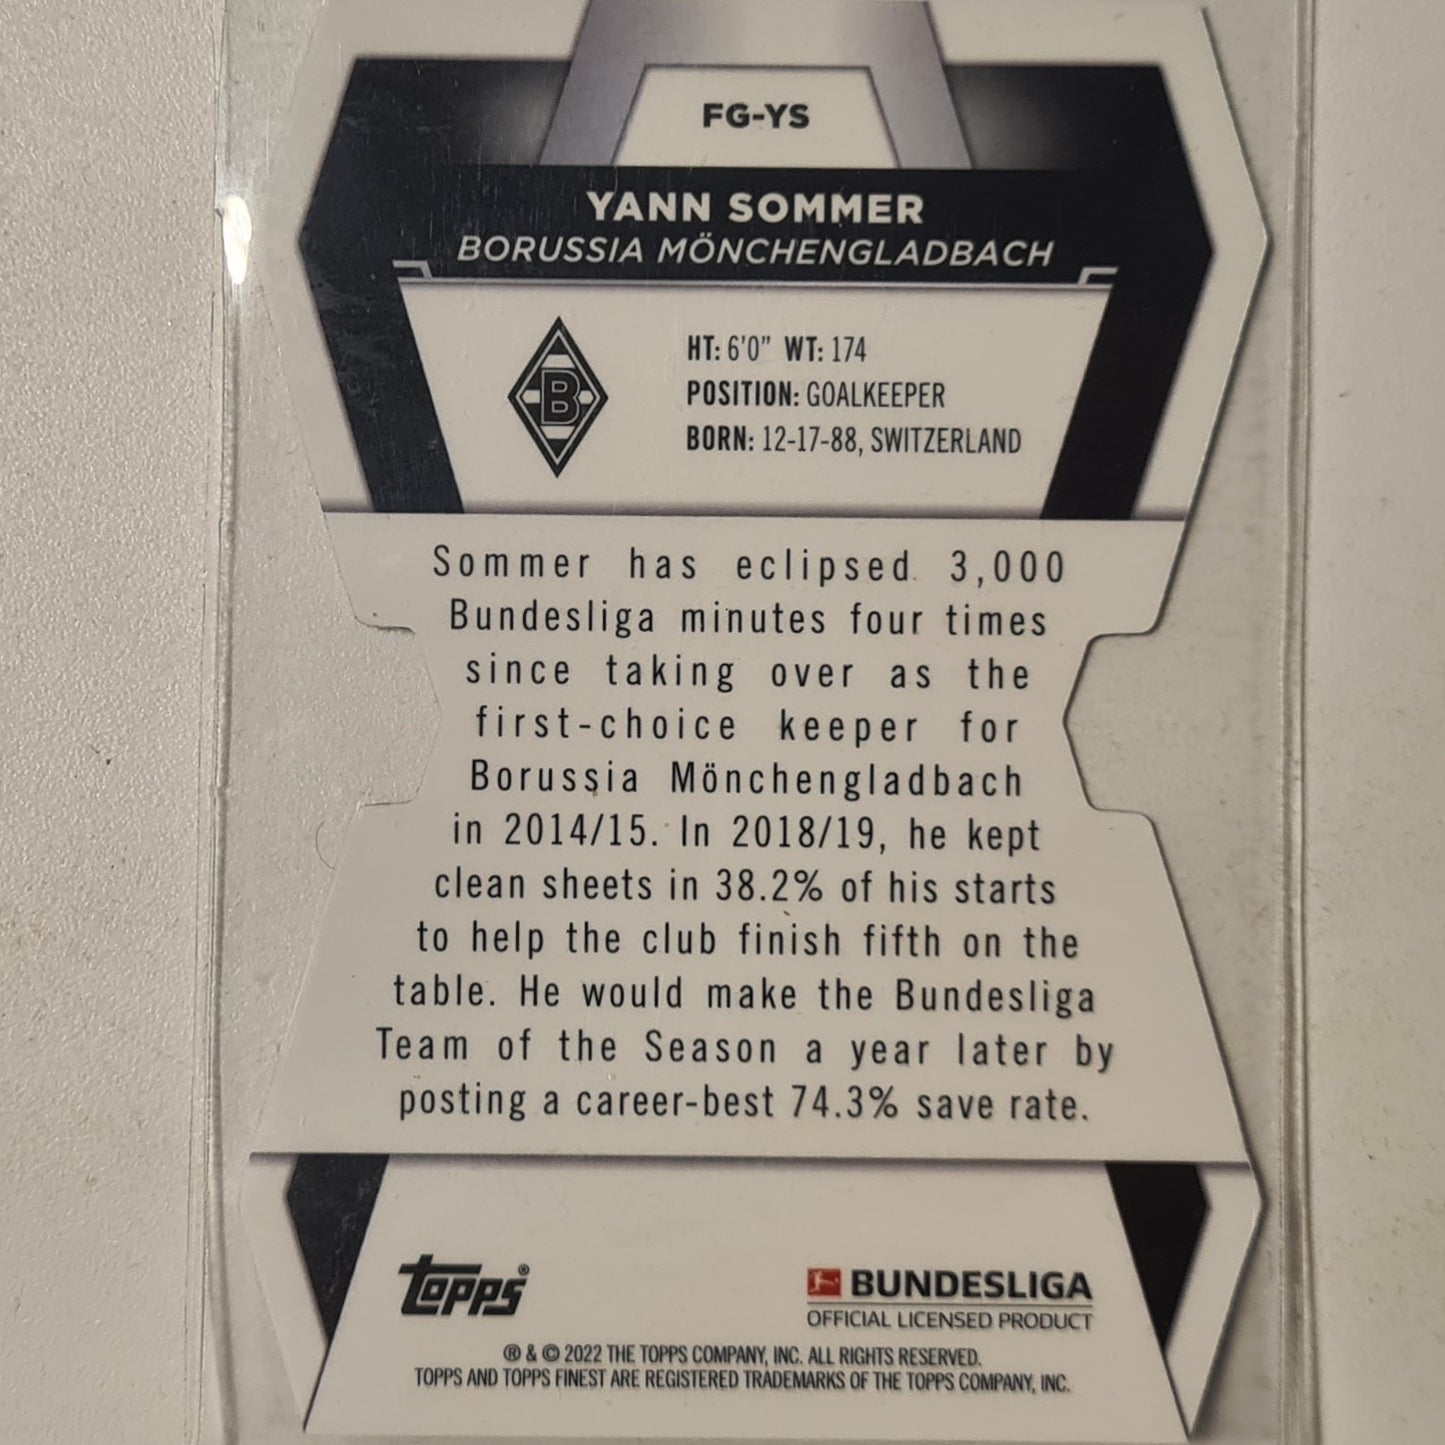 FG-YS
YANN SOMMER
BORUSSIA MÖNCHENGLADBACH
B
HT: 6'0" WT: 174
POSITION: GOALKEEPER
BORN: 12-17-88, SWITZERLAND
Sommer has eclipsed 3,000
Bundesliga minutes four times
since taking over as the
first-choice keeper for
Borussia Mönchengladbach
in 2014/15. In 2018/19, he kept
clean sheets in 38.2% of his starts
to help the club finish fifth on the
table. He would make the Bundesliga
Team of the Season a year later by
posting a career-best 74.3% save rate.
topps®
BUNDESLIGA
OFFICIAL LICENSED PRODUCT
® & © 2022 THE TOPPS COMPANY, INC. ALL RIGHTS RESERVED.
TOPPS AND TOPPS FINEST ARE REGISTERED TRADEMARKS OF THE TOPPS COMPANY, INC.